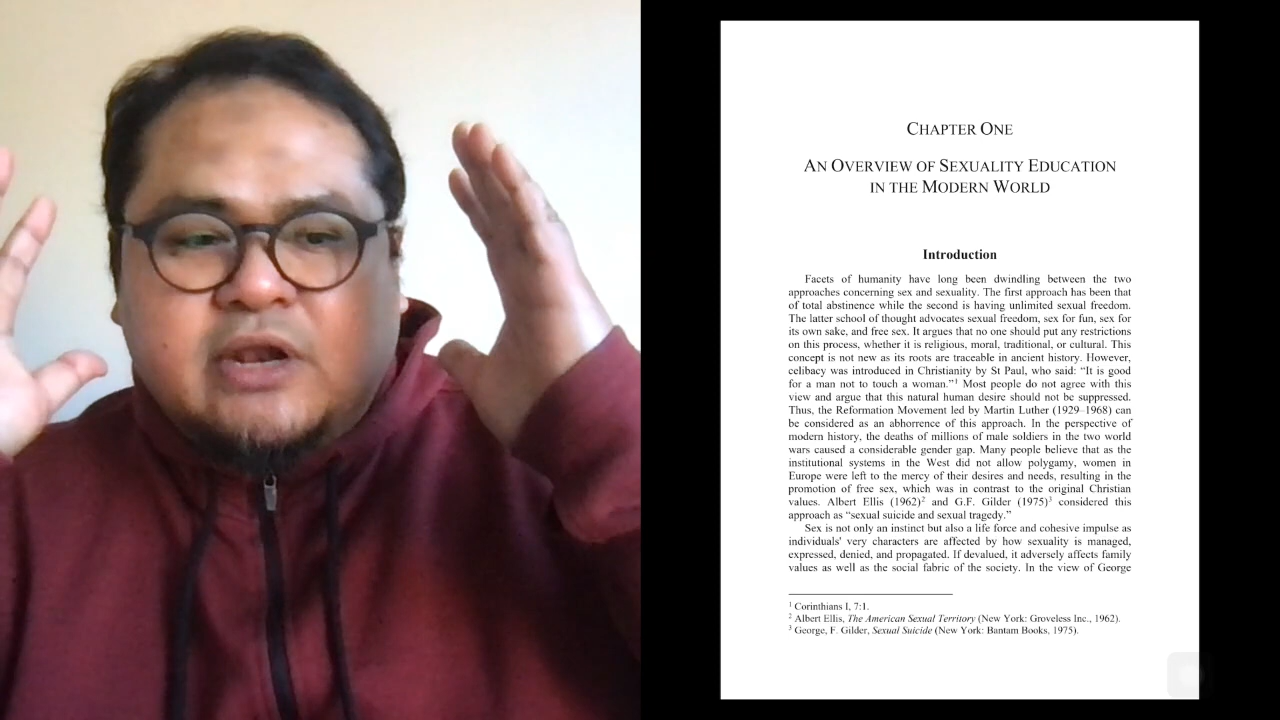 CHAPTER ONE
AN OVERVIEW OF SEXUALITY EDUCATION
IN THE MODERN WORLD
Introduction
Facets of humanity have long been dwindling between the two
approaches concerning sex and sexuality. The first approach has been that
of total abstinence while the second is having unlimited sexual freedom.
The latter school of thought advocates sexual freedom, sex for fun, sex for
its own sake, and free sex. It argues that no one should put any restrictions
on this process, whether it is religious, moral, traditional, or cultural. This
concept is not new as its roots are traceable in ancient history. However,
celibacy was introduced in Christianity by St Paul, who said: “It is good
for a man not to touch a woman.”1 Most people do not agree with this
view and argue that this natural human desire should not be suppressed.
Thus, the Reformation Movement led by Martin Luther (1929–1968) can
be considered as an abhorrence of this approach. In the perspective of
modern history, the deaths of millions of male soldiers in the two world
wars caused a considerable gender gap. Many people believe that as the
institutional systems in the West did not allow polygamy, women in
Europe were left to the mercy of their desires and needs, resulting in the
promotion of free sex, which was in contrast to the original Christian
values. Albert Ellis (1962)2 and G.F. Gilder (1975)3 considered this
approach as “sexual suicide and sexual tragedy.”
Sex is not only an instinct but also a life force and cohesive impulse as
individuals' very characters are affected by how sexuality is managed,
expressed, denied, and propagated. If devalued, it adversely affects family
values as well as the social fabric of the society. In the view of George
1 Corinthians I, 7:1.
2 Albert Ellis, The American Sexual Territory (New York: Groveless Inc., 1962).
3 George, F. Gilder, Sexual Suicide (New York: Bantam Books, 1975).